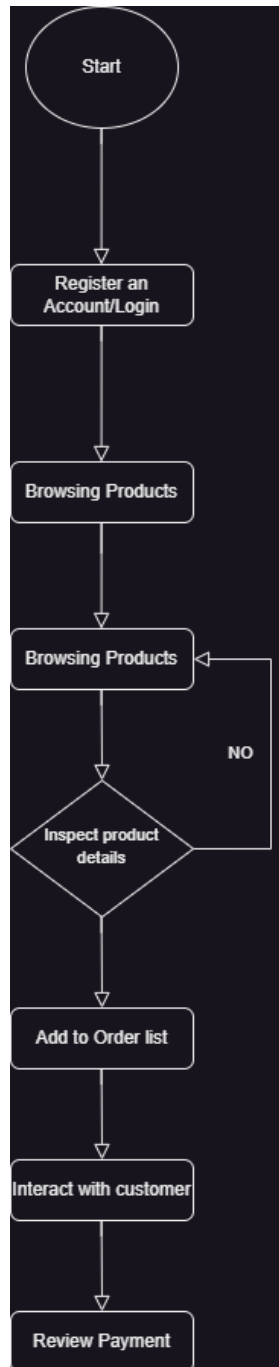 Start
Register an
Account/Login
Browsing Products
Browsing Products
NO
Inspect product
details
Add to Order list
Interact with customer
Review Payment